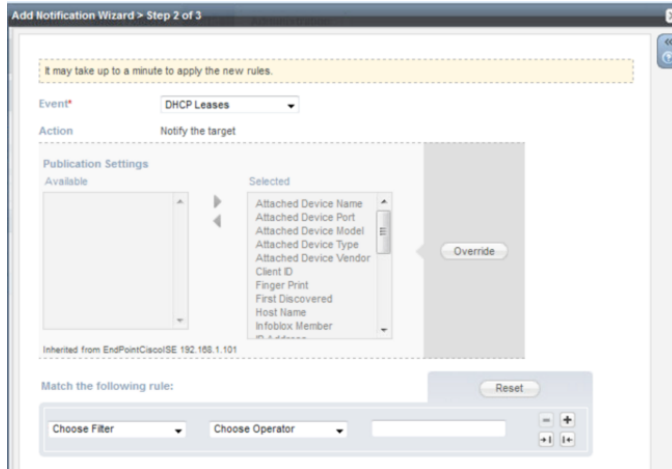 Add Notification Wizard > Step 2 of 3
It may take up to a minute to apply the new rules.
Event* DHCP Leases
Action Notify the target
Publication Settings
Available Selected
Attached Device Name
Attached Device Port
Attached Device Model
Attached Device Type
Attached Device Vendor
Client ID
Finger Print
First Discovered
Host Name
Infoblox Member
IP Address
Override
Inherited from EndPointCiscoISE 192.168.1.101
Match the following rule: Reset
Choose Filter Choose Operator